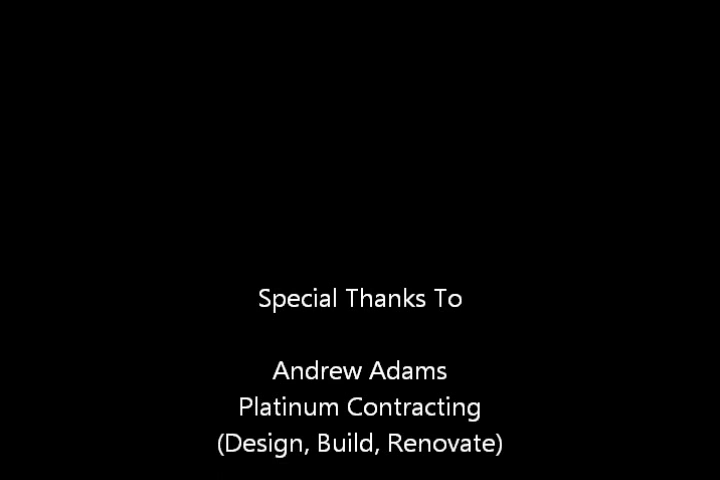 Special Thanks To
Andrew Adams
Platinum Contracting
(Design, Build, Renovate)